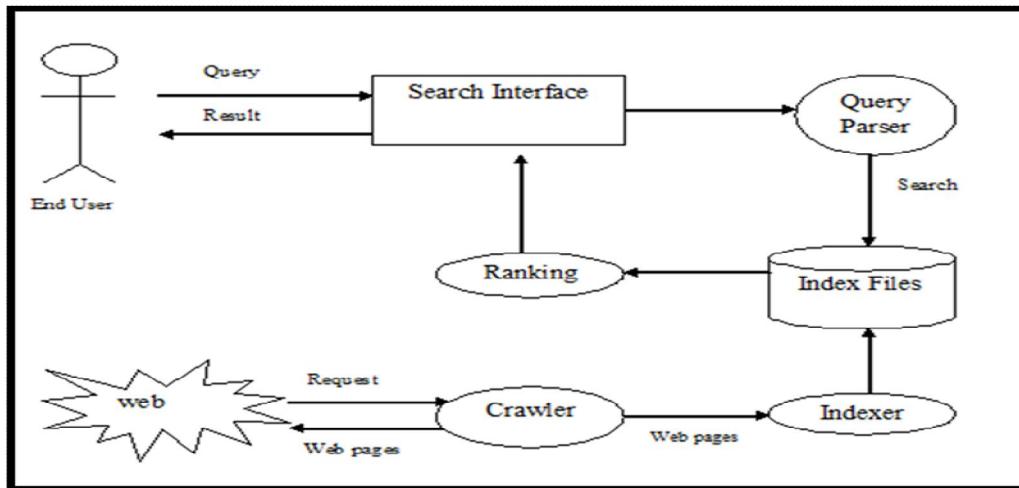 Query
Search Interface
Result
Query
Parser
End User
Search
Ranking
Index Files
web
Request
Crawler
Indexer
Web pages
Web pages